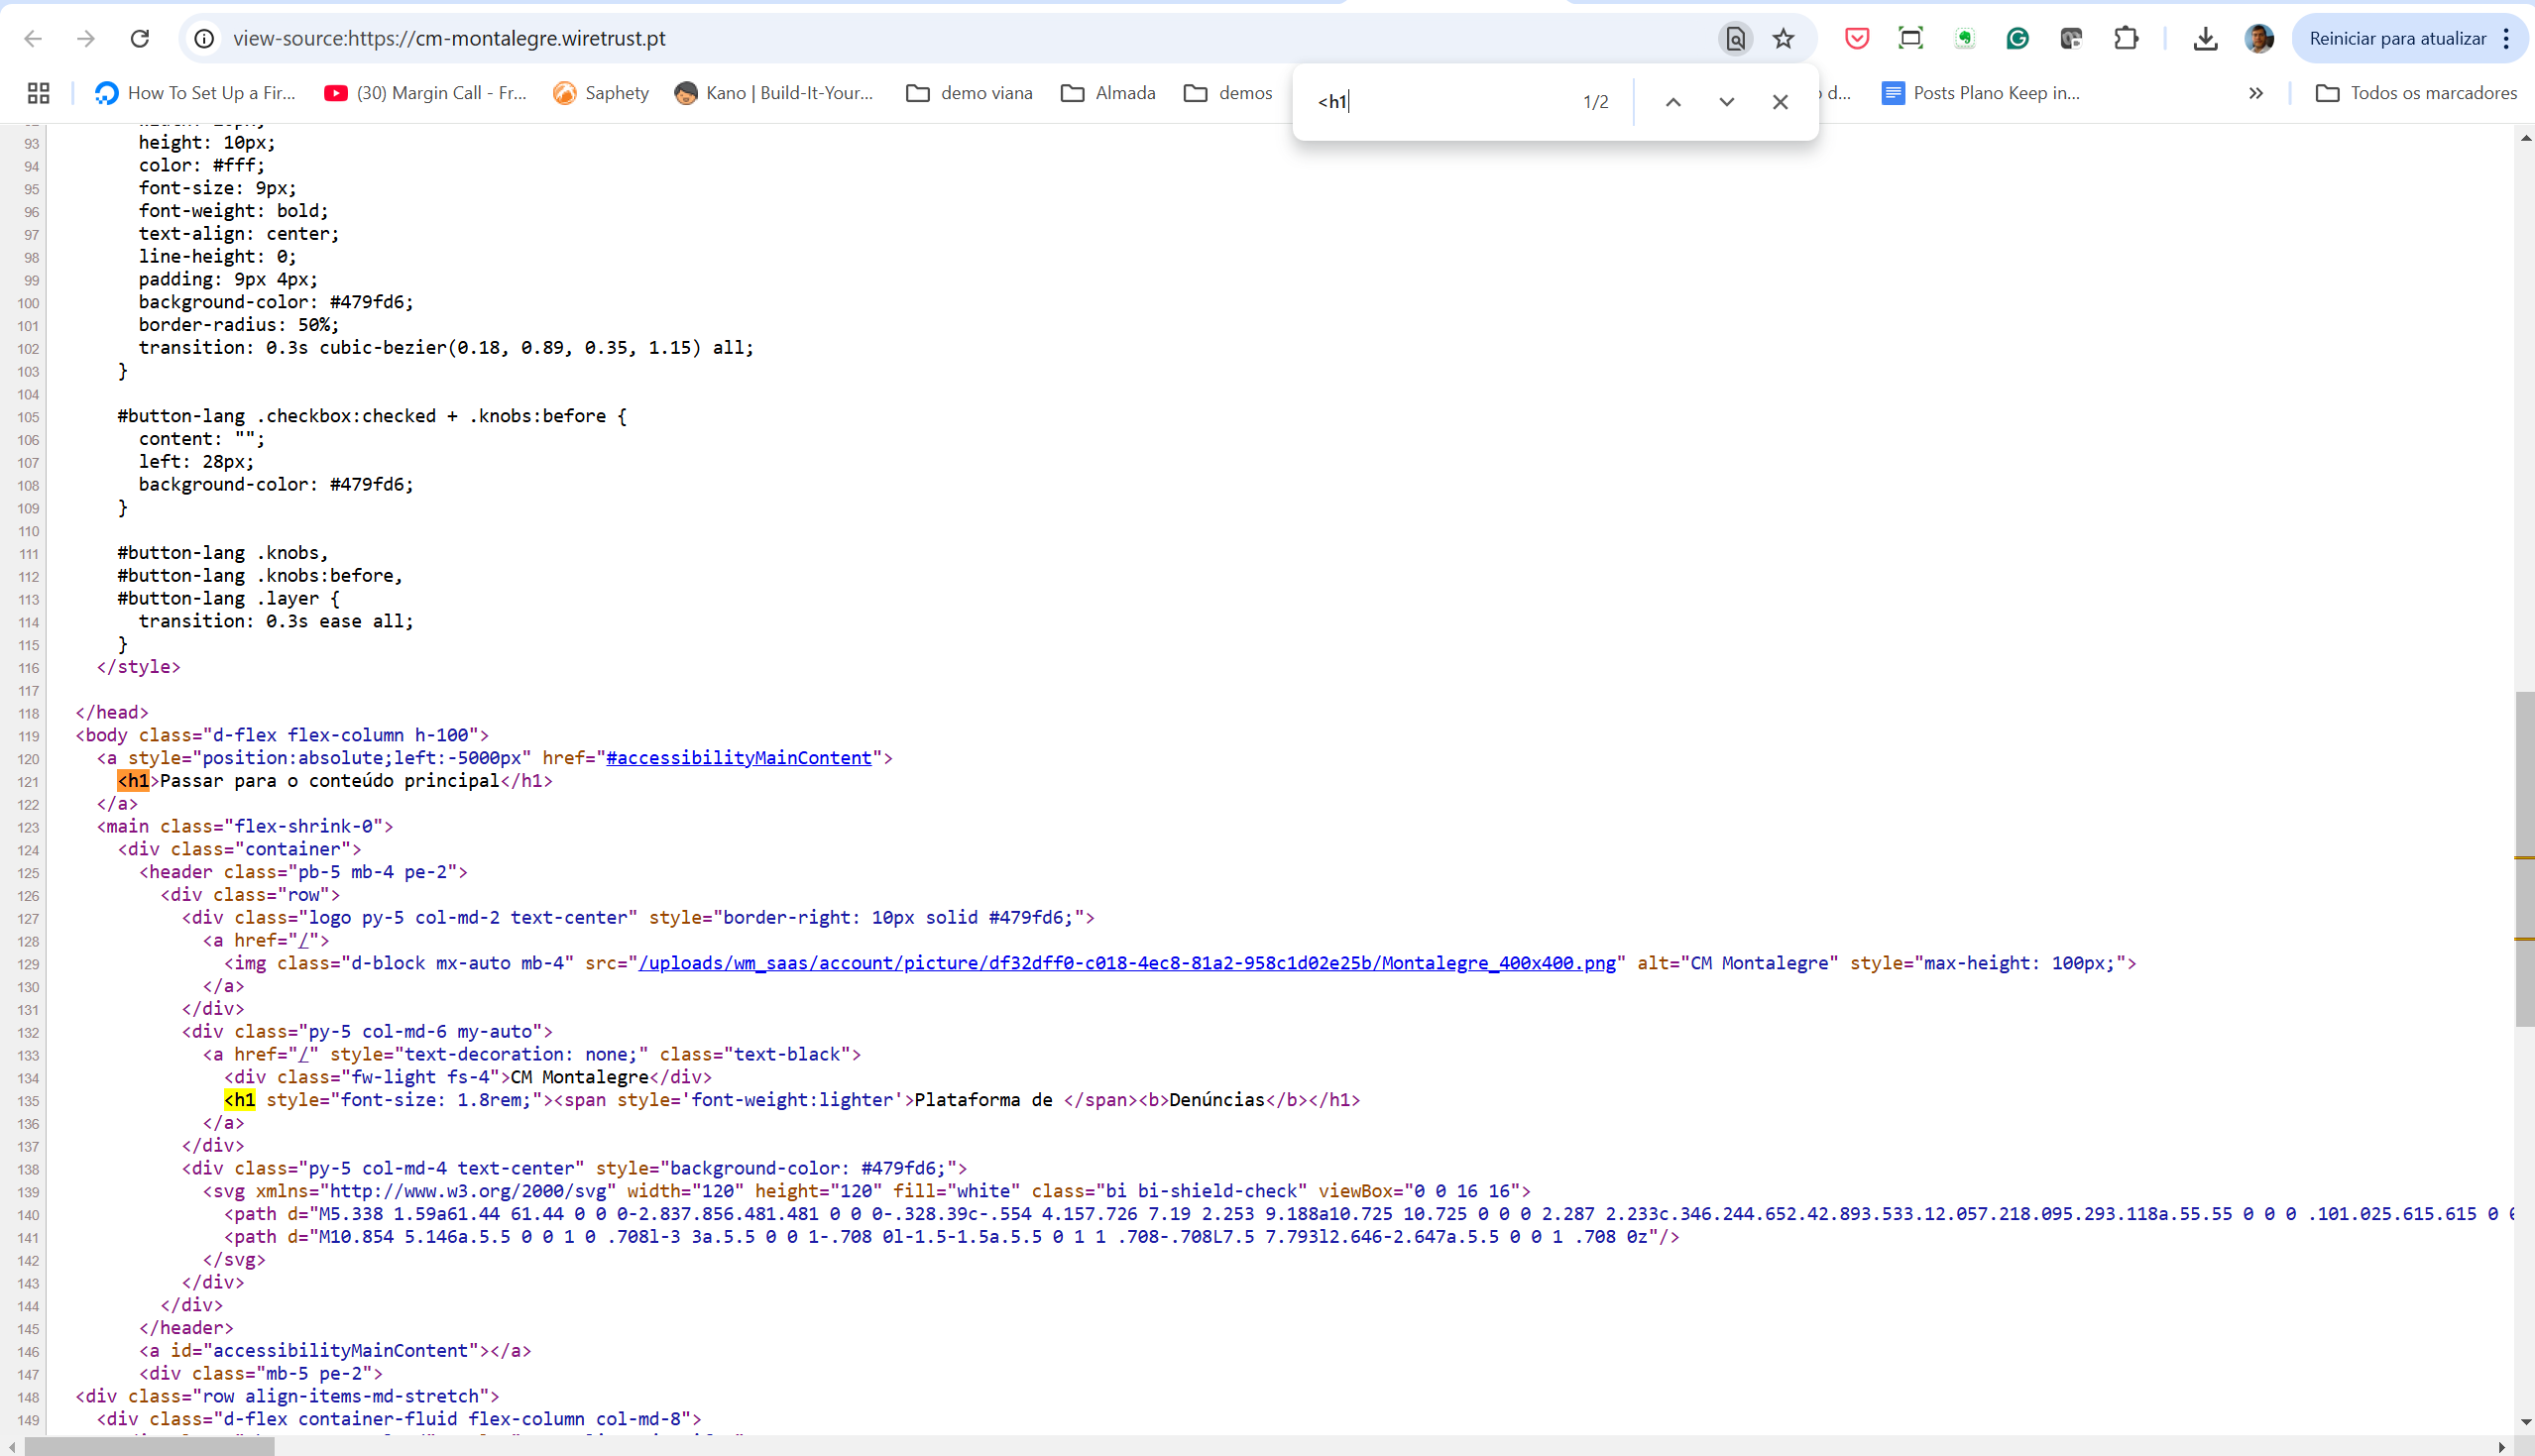 view-source:https://cm-montalegre.wiretrust.pt
Reiniciar para atualizar
How To Set Up a Fir...
(30) Margin Call - Fr...
Saphety
Kano | Build-It-Your...
demo viana
Almada
demos
d...
Posts Plano Keep in...
Todos os marcadores
<h1
1/2
93 height: 10px;
94 color: #fff;
95 font-size: 9px;
96 font-weight: bold;
97 text-align: center;
98 line-height: 0;
99 padding: 9px 4px;
100 background-color: #479fd6;
101 border-radius: 50%;
102 transition: 0.3s cubic-bezier(0.18, 0.89, 0.35, 1.15) all;
103 }
104
105 #button-lang .checkbox:checked + .knobs:before {
106 content: "";
107 left: 28px;
108 background-color: #479fd6;
109 }
110
111 #button-lang .knobs,
112 #button-lang .knobs:before,
113 #button-lang .layer {
114 transition: 0.3s ease all;
115 }
116 </style>
117
118 </head>
119 <body class="d-flex flex-column h-100">
120 <a style="position:absolute;left:-5000px" href="#accessibilityMainContent">
121 <h1>Passar para o conteúdo principal</h1>
122 </a>
123 <main class="flex-shrink-0">
124 <div class="container">
125 <header class="pb-5 mb-4 pe-2">
126 <div class="row">
127 <div class="logo py-5 col-md-2 text-center" style="border-right: 10px solid #479fd6;">
128 <a href="/">
129 <img class="d-block mx-auto mb-4" src="/uploads/wm_saas/account/picture/df32dff0-c018-4ec8-81a2-958c1d02e25b/Montalegre_400x400.png" alt="CM Montalegre" style="max-height: 100px;">
130 </a>
131 </div>
132 <div class="py-5 col-md-6 my-auto">
133 <a href="/" style="text-decoration: none;" class="text-black">
134 <div class="fw-light fs-4">CM Montalegre</div>
135 <h1 style="font-size: 1.8rem;"><span style='font-weight:lighter'>Plataforma de </span><b>Denúncias</b></h1>
136 </a>
137 </div>
138 <div class="py-5 col-md-4 text-center" style="background-color: #479fd6;">
139 <svg xmlns="http://www.w3.org/2000/svg" width="120" height="120" fill="white" class="bi bi-shield-check" viewBox="0 0 16 16">
140 <path d="M5.338 1.59a61.44 61.44 0 0 0-2.837.856.481.481 0 0 0-.328.39c-.554 4.157.726 7.19 2.253 9.188a10.725 10.725 0 0 0 2.287 2.233c.346.244.652.42.893.533.12.057.218.095.293.118a.55.55 0 0 0 .101.025.615.615 0
141 <path d="M10.854 5.146a.5.5 0 0 1 0 .708l-3 3a.5.5 0 0 1-.708 0l-1.5-1.5a.5.5 0 1 1 .708-.708L7.5 7.793l2.646-2.647a.5.5 0 0 1 .708 0z"/>
142 </svg>
143 </div>
144 </div>
145 </header>
146 <a id="accessibilityMainContent"></a>
147 <div class="mb-5 pe-2">
148 <div class="row align-items-md-stretch">
149 <div class="d-flex container-fluid flex-column col-md-8">